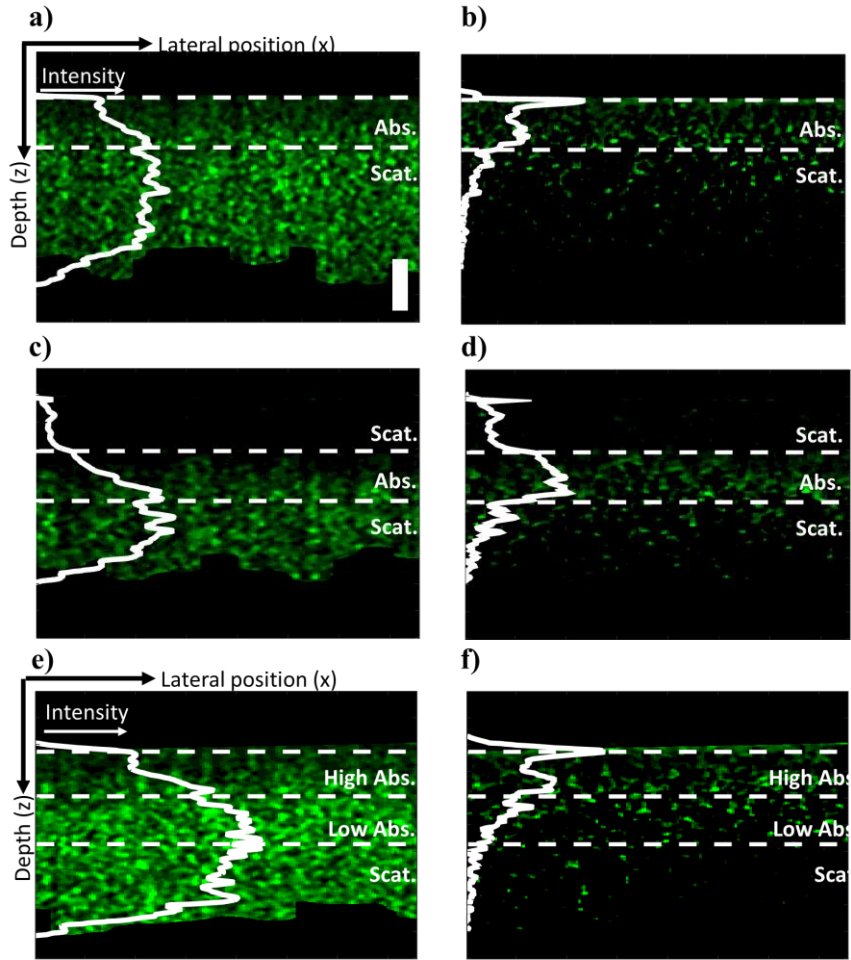 a)
b)
Lateral position (x)
Intensity
Depth (z)
Abs.
Abs.
Scat.
Scat.
c)
d)
Scat.
Scat.
Abs.
Abs.
Scat.
Scat.
e)
f)
Lateral position (x)
Intensity
Depth (z)
High Abs.
High Abs
Low Abs.
Low Abs
Scat.
Scat